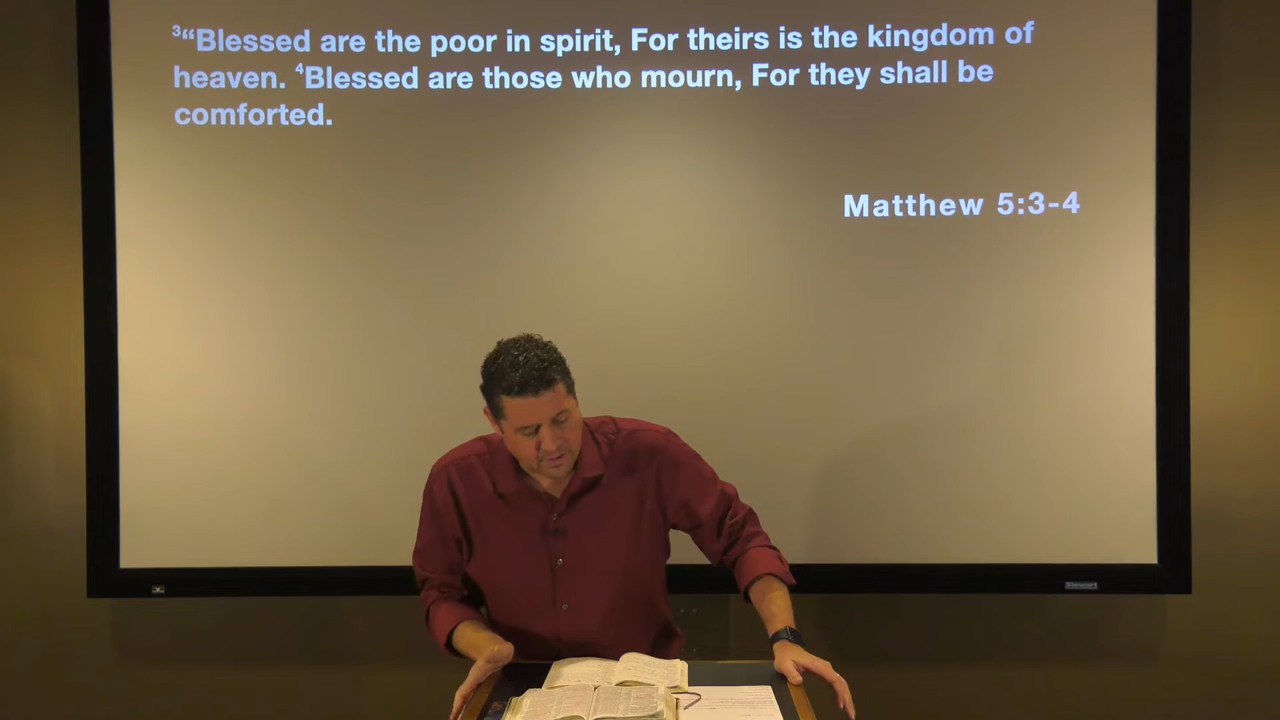 ³“Blessed are the poor in spirit, For theirs is the kingdom of
heaven. ⁴Blessed are those who mourn, For they shall be
comforted.
Matthew 5:3-4
Stewart